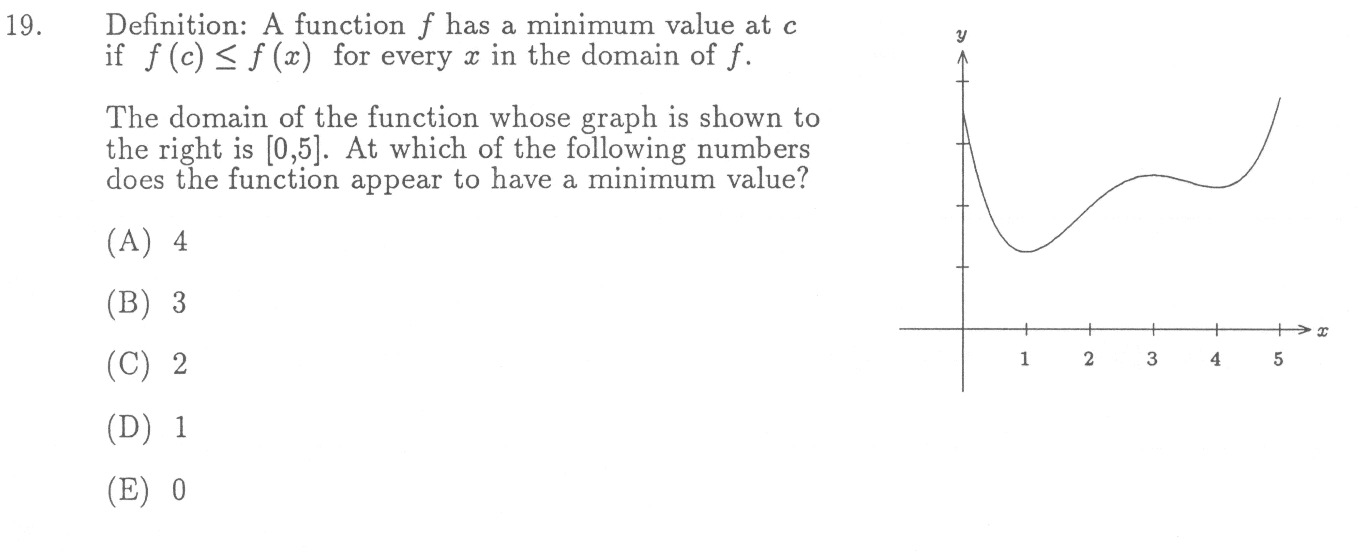 19. Definition: A function f has a minimum value at c
if f (c) ≤ f (x) for every x in the domain of f.
The domain of the function whose graph is shown to
the right is [0,5]. At which of the following numbers
does the function appear to have a minimum value?
(A) 4
(B) 3
(C) 2
(D) 1
(E) 0
y
x
1 2 3 4 5